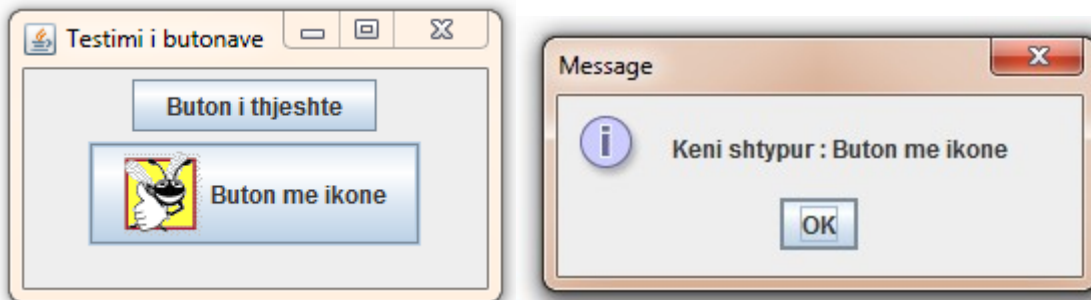 Testimi i butonave
Buton i thjeshte
Buton me ikone
Message
Keni shtypur : Buton me ikone
OK